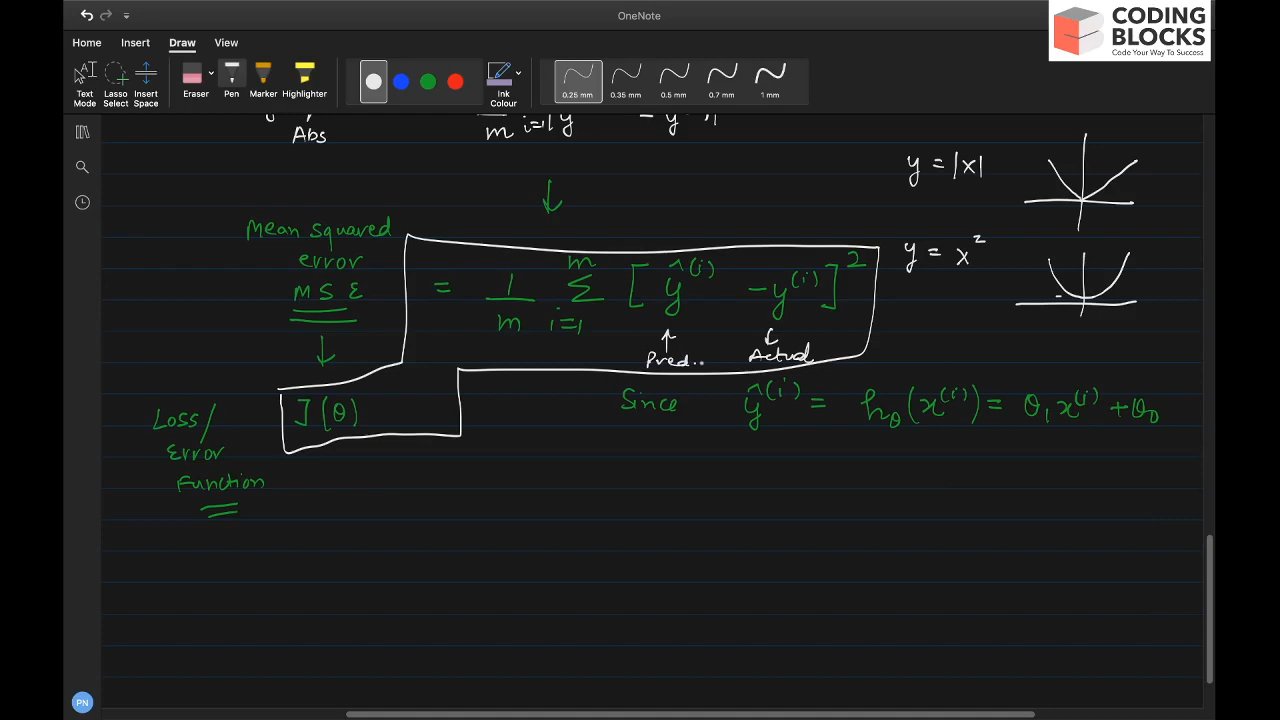 OneNote
CODING
BLOCKS
Code Your Way To Success
Home Insert Draw View
Text Mode
Lasso Select
Insert Space
Eraser
Pen
Marker
Highlighter
Ink Colour
0.25 mm
0.35 mm
0.5 mm
0.7 mm
1 mm
Abs
m i=1
y = |x|
Mean squared
error
MSE
= 1/m Σ_{i=1}^{m} [ŷ^(i) - y^(i)]^2
y = x^2
Pred.. Actual
J(θ)
Since ŷ^(i) = h_θ(x^(i)) = θ_1 x^(i) + θ_0
Loss/
Error
Function
PN